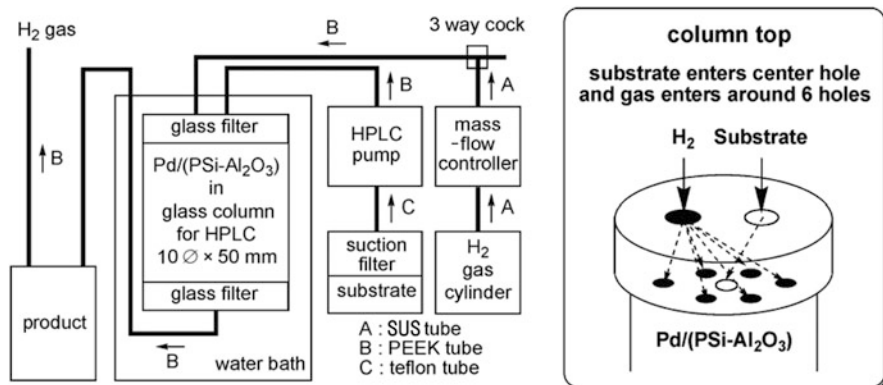 H2 gas
B
3 way cock
A
B
glass filter
Pd/(PSi-Al2O3)
in
glass column
for HPLC
10 ∅ × 50 mm
glass filter
B
product
B
water bath
HPLC
pump
C
suction
filter
substrate
mass
-flow
controller
A
H2
gas
cylinder
A : SUS tube
B : PEEK tube
C : teflon tube
column top
substrate enters center hole
and gas enters around 6 holes
H2 Substrate
Pd/(PSi-Al2O3)